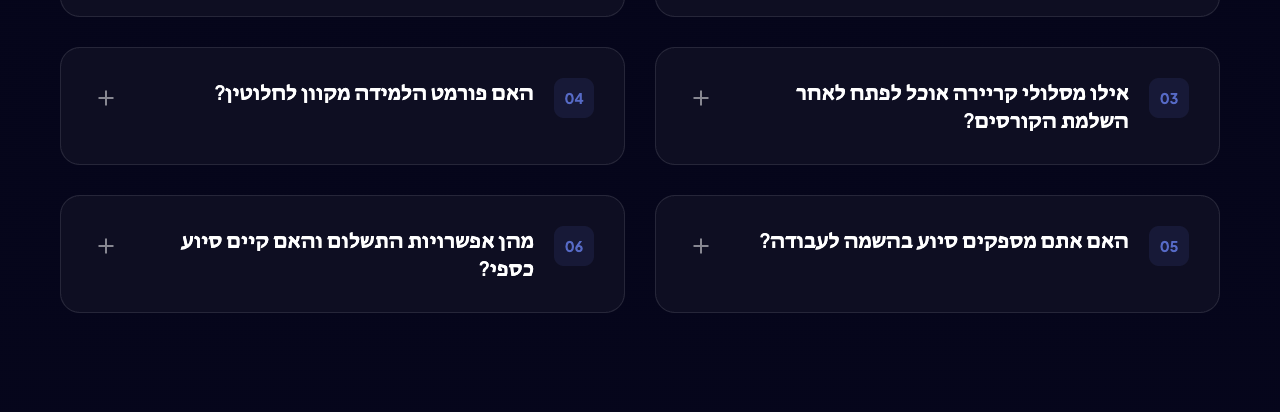 03
אילו מסלולי קריירה אוכל לפתח לאחר
השלמת הקורסים?
04
האם פורמט הלמידה מקוון לחלוטין?
05
האם אתם מספקים סיוע בהשמה לעבודה?
06
מהן אפשרויות התשלום והאם קיים סיוע
כספי?